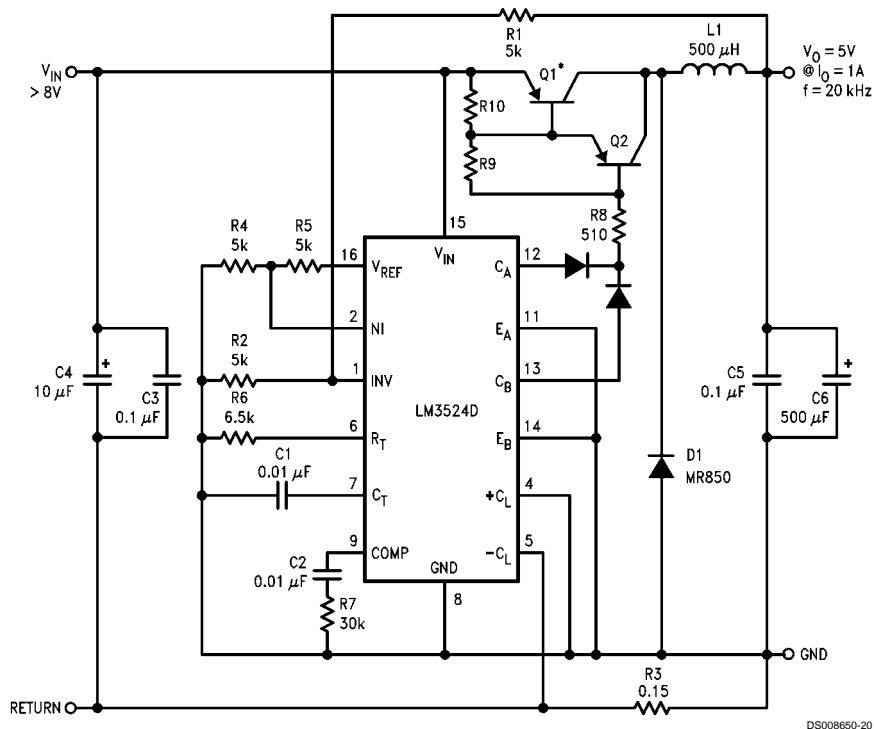 R1
5k
L1
500 μH
V_O = 5V
@ I_O = 1A
f = 20 kHz
V_IN
> 8V
Q1*
R10
Q2
R9
R8
510
R4
5k
R5
5k
15
V_IN
16
V_REF
12
C_A
2
NI
11
E_A
R2
5k
1
INV
13
C_B
C4
10 μF
+
C3
0.1 μF
LM3524D
C5
0.1 μF
+
C6
500 μF
R6
6.5k
6
R_T
14
E_B
C1
0.01 μF
7
C_T
4
+C_L
D1
MR850
9
COMP
5
−C_L
C2
0.01 μF
GND
8
R7
30k
GND
R3
0.15
RETURN
DS008650-20